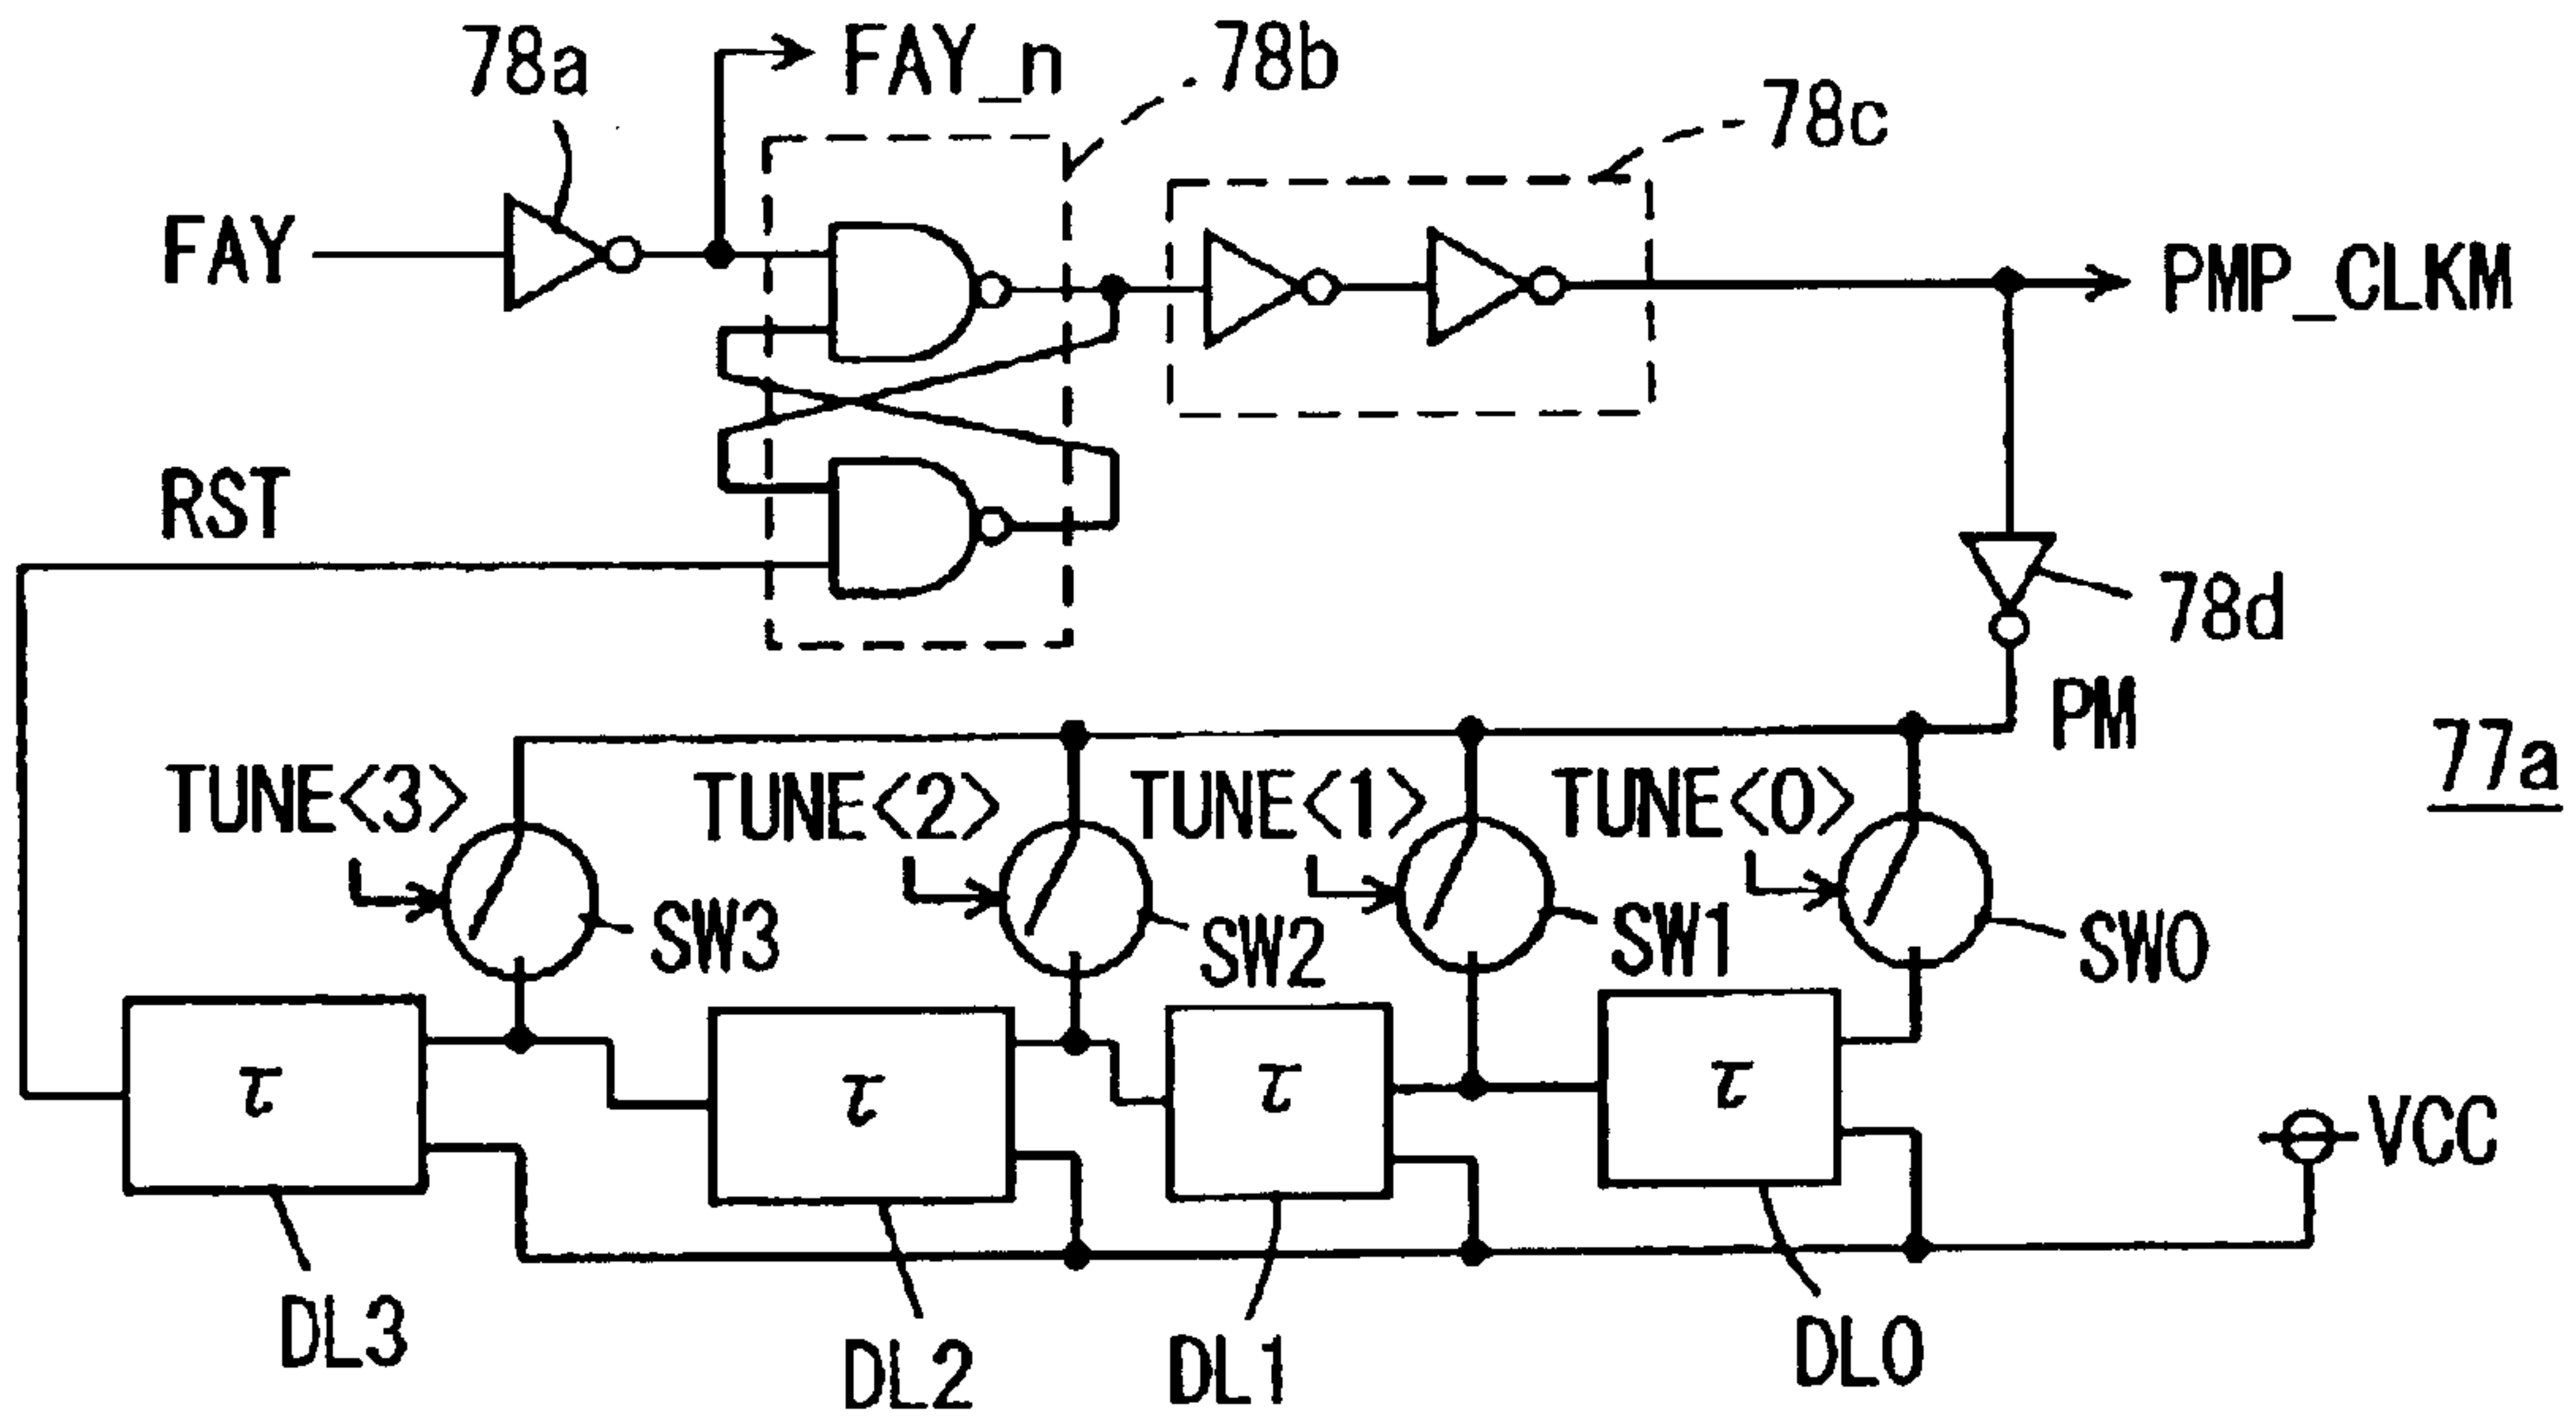 78a
FAY_n
78b
78c
FAY
PMP_CLKM
RST
78d
PM
77a
TUNE<3>
TUNE<2>
TUNE<1>
TUNE<0>
SW3
SW2
SW1
SW0
τ
τ
τ
τ
VCC
DL3
DL2
DL1
DL0